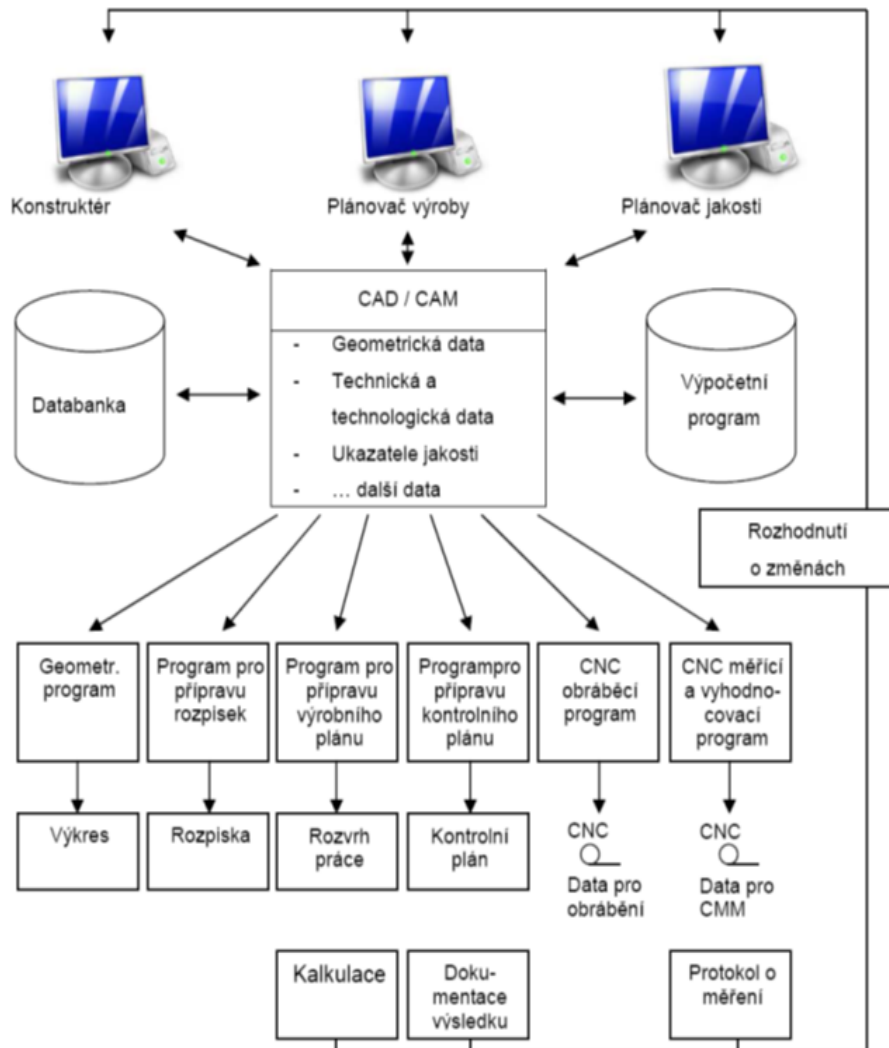 Konstruktér
Plánovač výroby
Plánovač jakosti
CAD / CAM
- Geometrická data
- Technická a
technologická data
- Ukazatele jakosti
- ... další data
Databanka
Výpočetní
program
Rozhodnutí
o změnách
Geometr.
program
Program pro
přípravu
rozpisek
Program pro
přípravu
výrobního
plánu
Programpro
přípravu
kontrolního
plánu
CNC
obráběcí
program
CNC měřící
a vyhodno-
covací
program
Výkres
Rozpiska
Rozvrh
práce
Kontrolní
plán
CNC
Data pro
obrábění
CNC
Data pro
CMM
Kalkulace
Doku-
mentace
výsledku
Protokol o
měření